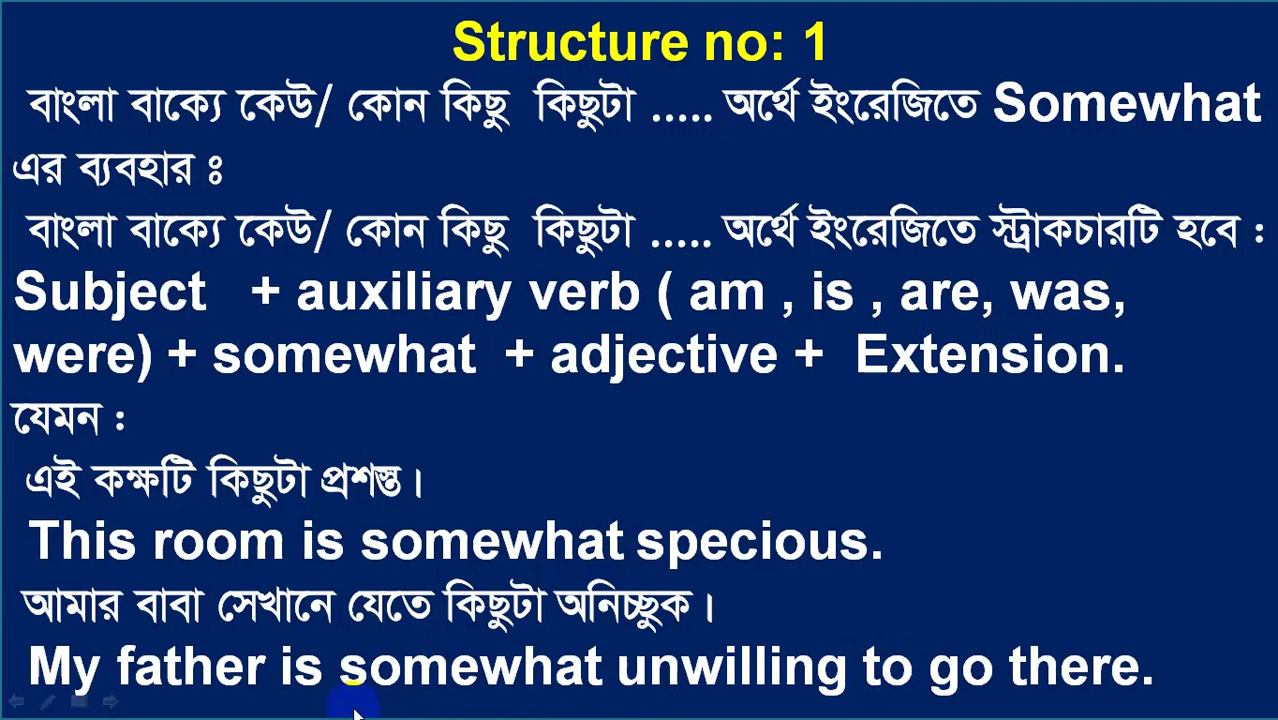 Structure no: 1
বাংলা বাক্যে কেউ/ কোন কিছু কিছুটা ..... অর্থে ইংরেজিতে Somewhat
এর ব্যবহার ঃ
বাংলা বাক্যে কেউ/ কোন কিছু কিছুটা ..... অর্থে ইংরেজিতে স্ট্রাকচারটি হবে :
Subject + auxiliary verb ( am , is , are, was,
were) + somewhat + adjective + Extension.
যেমন :
এই কক্ষটি কিছুটা প্রশস্ত।
This room is somewhat specious.
আমার বাবা সেখানে যেতে কিছুটা অনিচ্ছুক।
My father is somewhat unwilling to go there.